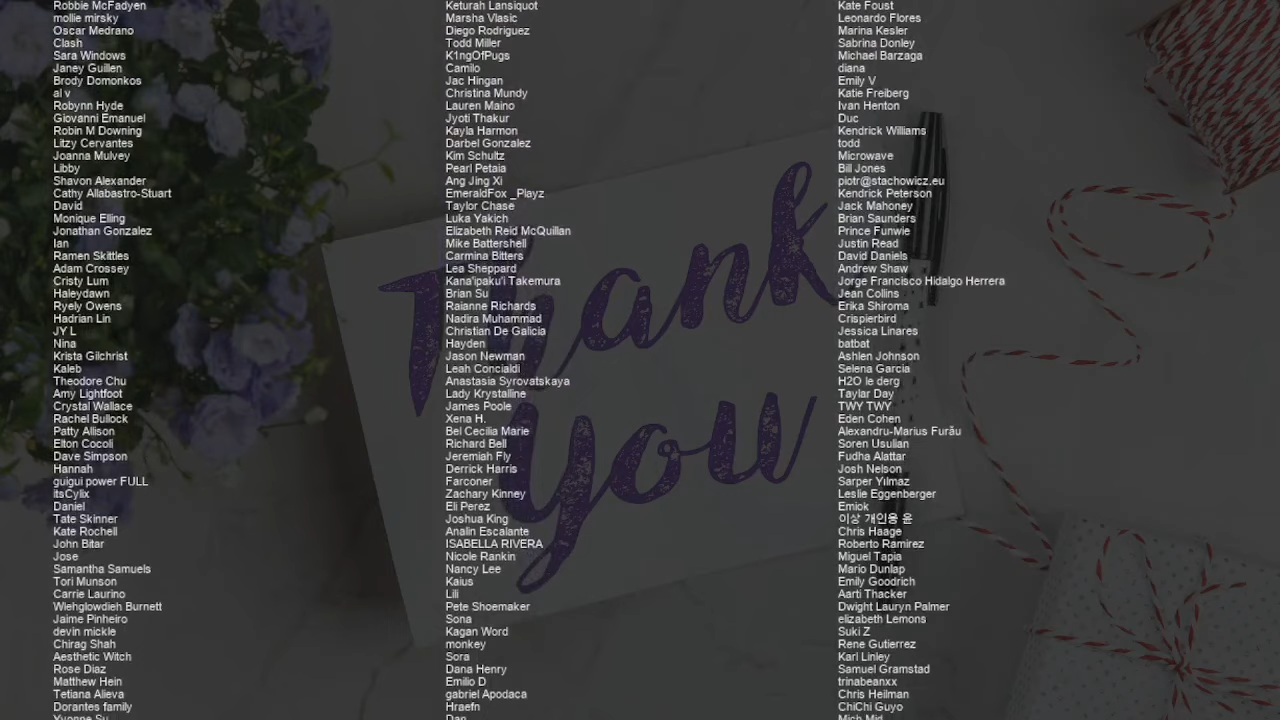 Robbie McFadyen
mollie mirsky
Oscar Medrano
Clash
Sara Windows
Janey Guillen
Brody Domonkos
al v
Robynn Hyde
Giovanni Emanuel
Robin M Downing
Litzy Cervantes
Joanna Mulvey
Libby
Shavon Alexander
Cathy Allabastro-Stuart
David
Monique Elling
Jonathan Gonzalez
Ian
Ramen Skittles
Adam Crossey
Cristy Lum
Haleydawn
Ryely Owens
Hadrian Lin
JY L
Nina
Krista Gilchrist
Kaleb
Theodore Chu
Amy Lightfoot
Crystal Wallace
Rachel Bullock
Patty Allison
Elton Cocoli
Dave Simpson
Hannah
guigui power FULL
itsCylix
Daniel
Tate Skinner
Kate Rochell
John Bitar
Jose
Samantha Samuels
Tori Munson
Carrie Laurino
Wiehglowdieh Burnett
Jaime Pinheiro
devin mickle
Chirag Shah
Aesthetic Witch
Rose Diaz
Matthew Hein
Tetiana Alieva
Dorantes family
Yvonne Su
Keturah Lansiquot
Marsha Vlasic
Diego Rodriguez
Todd Miller
K1ngOfPugs
Camilo
Jac Hingan
Christina Mundy
Lauren Maino
Jyoti Thakur
Kayla Harmon
Darbel Gonzalez
Kim Schultz
Pearl Petaia
Ang Jing Xi
EmeraldFox _Playz
Taylor Chase
Luka Yakich
Elizabeth Reid McQuillan
Mike Battershell
Carmina Bitters
Lea Sheppard
Kana'ipaku'i Takemura
Brian Su
Raianne Richards
Nadira Muhammad
Christian De Galicia
Hayden
Jason Newman
Leah Concialdi
Anastasia Syrovatskaya
Lady Krystalline
James Poole
Xena H.
Bel Cecilia Marie
Richard Bell
Jeremiah Fly
Derrick Harris
Farconer
Zachary Kinney
Eli Perez
Joshua King
Analin Escalante
ISABELLA RIVERA
Nicole Rankin
Nancy Lee
Kaius
Lili
Pete Shoemaker
Sona
Kagan Word
monkey
Sora
Dana Henry
Emilio D
gabriel Apodaca
Hraefn
Dan
Kate Foust
Leonardo Flores
Marina Kesler
Sabrina Donley
Michael Barzaga
diana
Emily V
Katie Freiberg
Ivan Henton
Duc
Kendrick Williams
todd
Microwave
Bill Jones
piotr@stachowicz.eu
Kendrick Peterson
Jack Mahoney
Brian Saunders
Prince Funwie
Justin Read
David Daniels
Andrew Shaw
Jorge Francisco Hidalgo Herrera
Jean Collins
Erika Shiroma
Crispierbird
Jessica Linares
batbat
Ashlen Johnson
Selena Garcia
H2O le derg
Taylar Day
TWY TWY
Eden Cohen
Alexandru-Marius Furău
Soren Usulian
Fudha Alattar
Josh Nelson
Sarper Yılmaz
Leslie Eggenberger
Emiok
이상 개인용 윤
Chris Haage
Roberto Ramirez
Miguel Tapia
Mario Dunlap
Emily Goodrich
Aarti Thacker
Dwight Lauryn Palmer
elizabeth Lemons
Suki Z
Rene Gutierrez
Karl Linley
Samuel Gramstad
trinabeanxx
Chris Heilman
ChiChi Guyo
Mich Mid
Thank
you